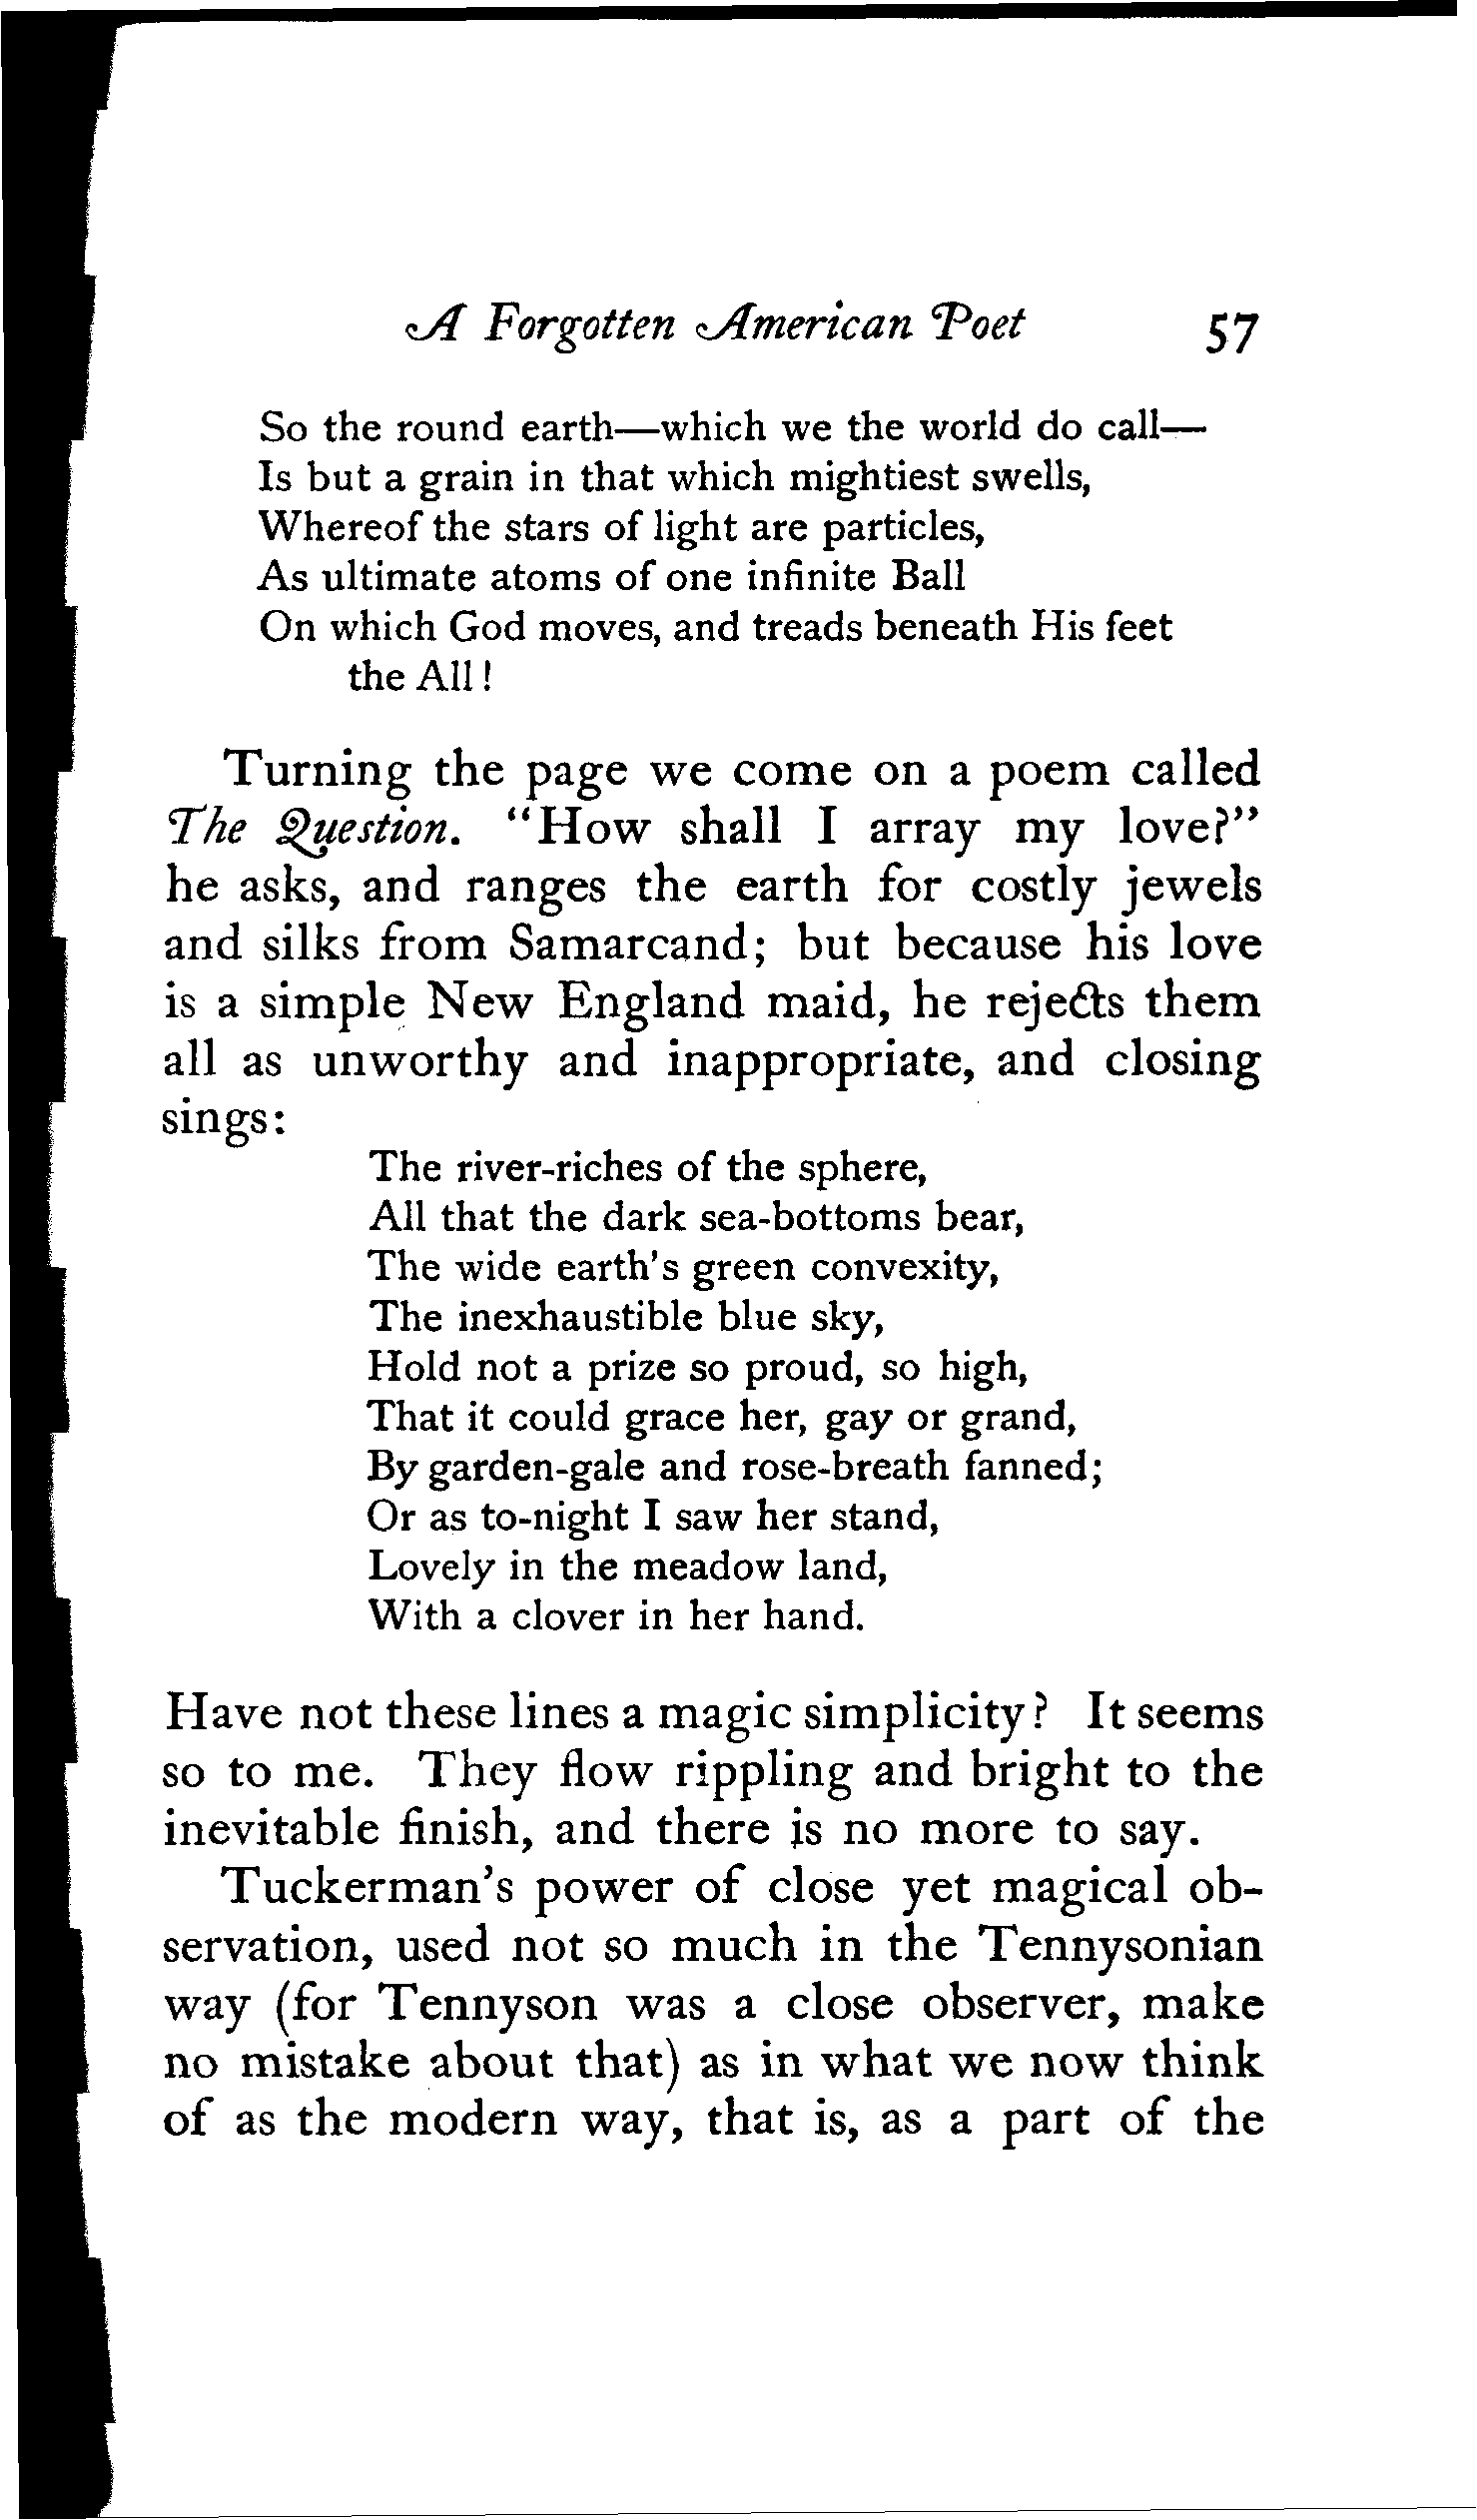 A Forgotten American Poet 57
So the round earth—which we the world do call—
Is but a grain in that which mightiest swells,
Whereof the stars of light are particles,
As ultimate atoms of one infinite Ball
On which God moves, and treads beneath His feet
the All!
Turning the page we come on a poem called
The Question. "How shall I array my love?"
he asks, and ranges the earth for costly jewels
and silks from Samarcand; but because his love
is a simple New England maid, he rejects them
all as unworthy and inappropriate, and closing
sings:
The river-riches of the sphere,
All that the dark sea-bottoms bear,
The wide earth's green convexity,
The inexhaustible blue sky,
Hold not a prize so proud, so high,
That it could grace her, gay or grand,
By garden-gale and rose-breath fanned;
Or as to-night I saw her stand,
Lovely in the meadow land,
With a clover in her hand.
Have not these lines a magic simplicity? It seems
so to me. They flow rippling and bright to the
inevitable finish, and there is no more to say.
Tuckerman's power of close yet magical ob-
servation, used not so much in the Tennysonian
way (for Tennyson was a close observer, make
no mistake about that) as in what we now think
of as the modern way, that is, as a part of the